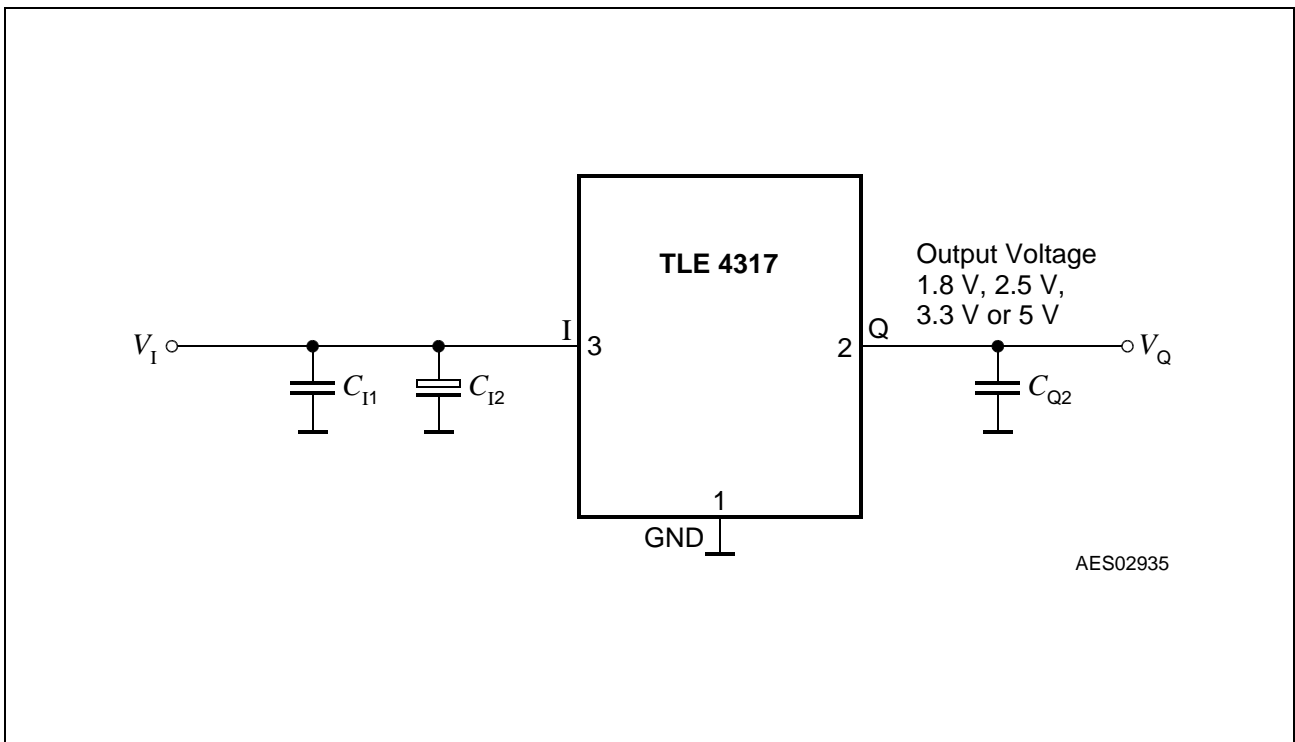 TLE 4317
Output Voltage
1.8 V, 2.5 V,
3.3 V or 5 V
V_I
I
3
2
Q
V_Q
C_I1
C_I2
C_Q2
1
GND
AES02935